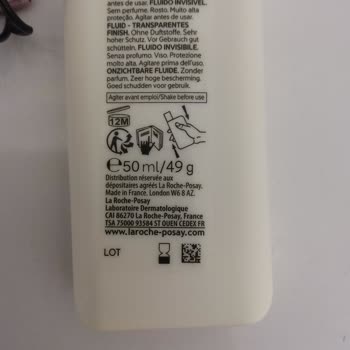 antes de usar. FLUIDO INVISÍVEL.
Sem perfume. Rosto. Muito alta
proteção. Agitar antes de usar.
FLUID - TRANSPARENTES
FINISH. Ohne Duftstoffe. Sehr
hoher Schutz. Vor Gebrauch gut
schütteln. FLUIDO INVISIBILE.
Senza profumo. Viso. Protezione
molto alta. Agitare prima dell'uso.
ONZICHTBARE FLUIDE. Zonder
parfum. Zeer hoge bescherming.
Goed schudden voor gebruik.
Agiter avant emploi/Shake before use
12M
℮50 ml/49 g
Distribution réservée aux
dépositaires agréés La Roche-Posay.
Made in France. London W6 8 AZ.
La Roche-Posay
Laboratoire Dermatologique
CAI 86270 La Roche-Posay, France
TSA 75000 93584 ST OUEN CEDEX FR
www.laroche-posay.com
LOT